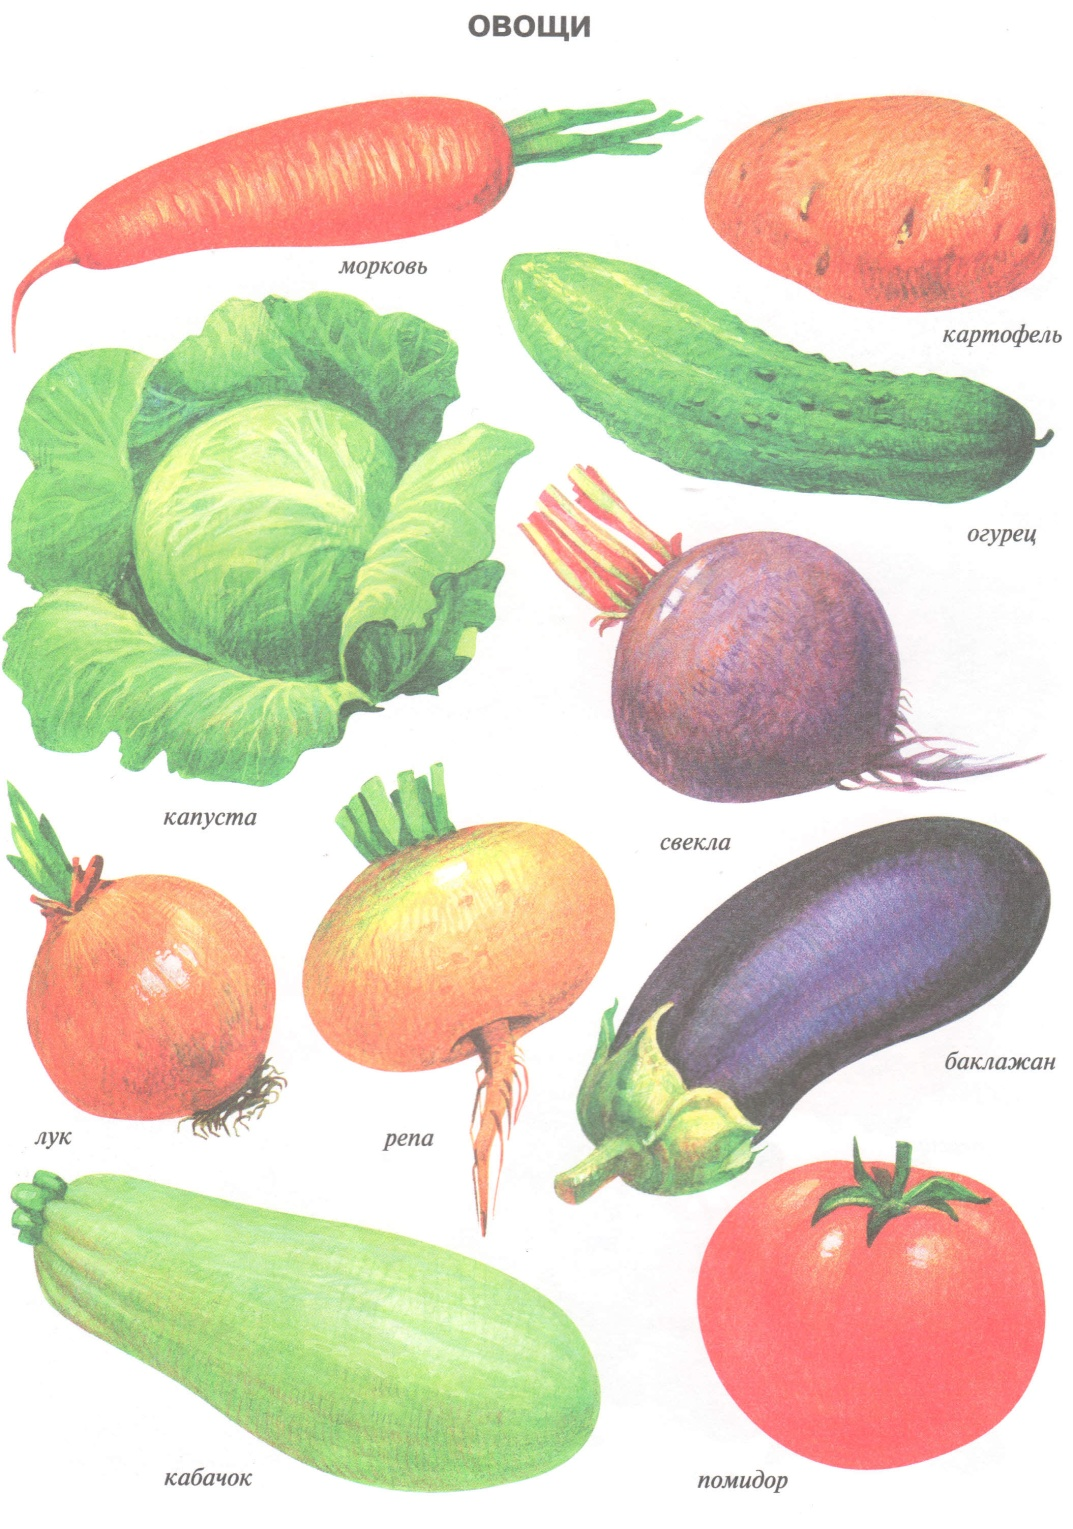 ОВОЩИ
морковь
картофель
огурец
капуста
свекла
баклажан
лук
репа
кабачок
помидор